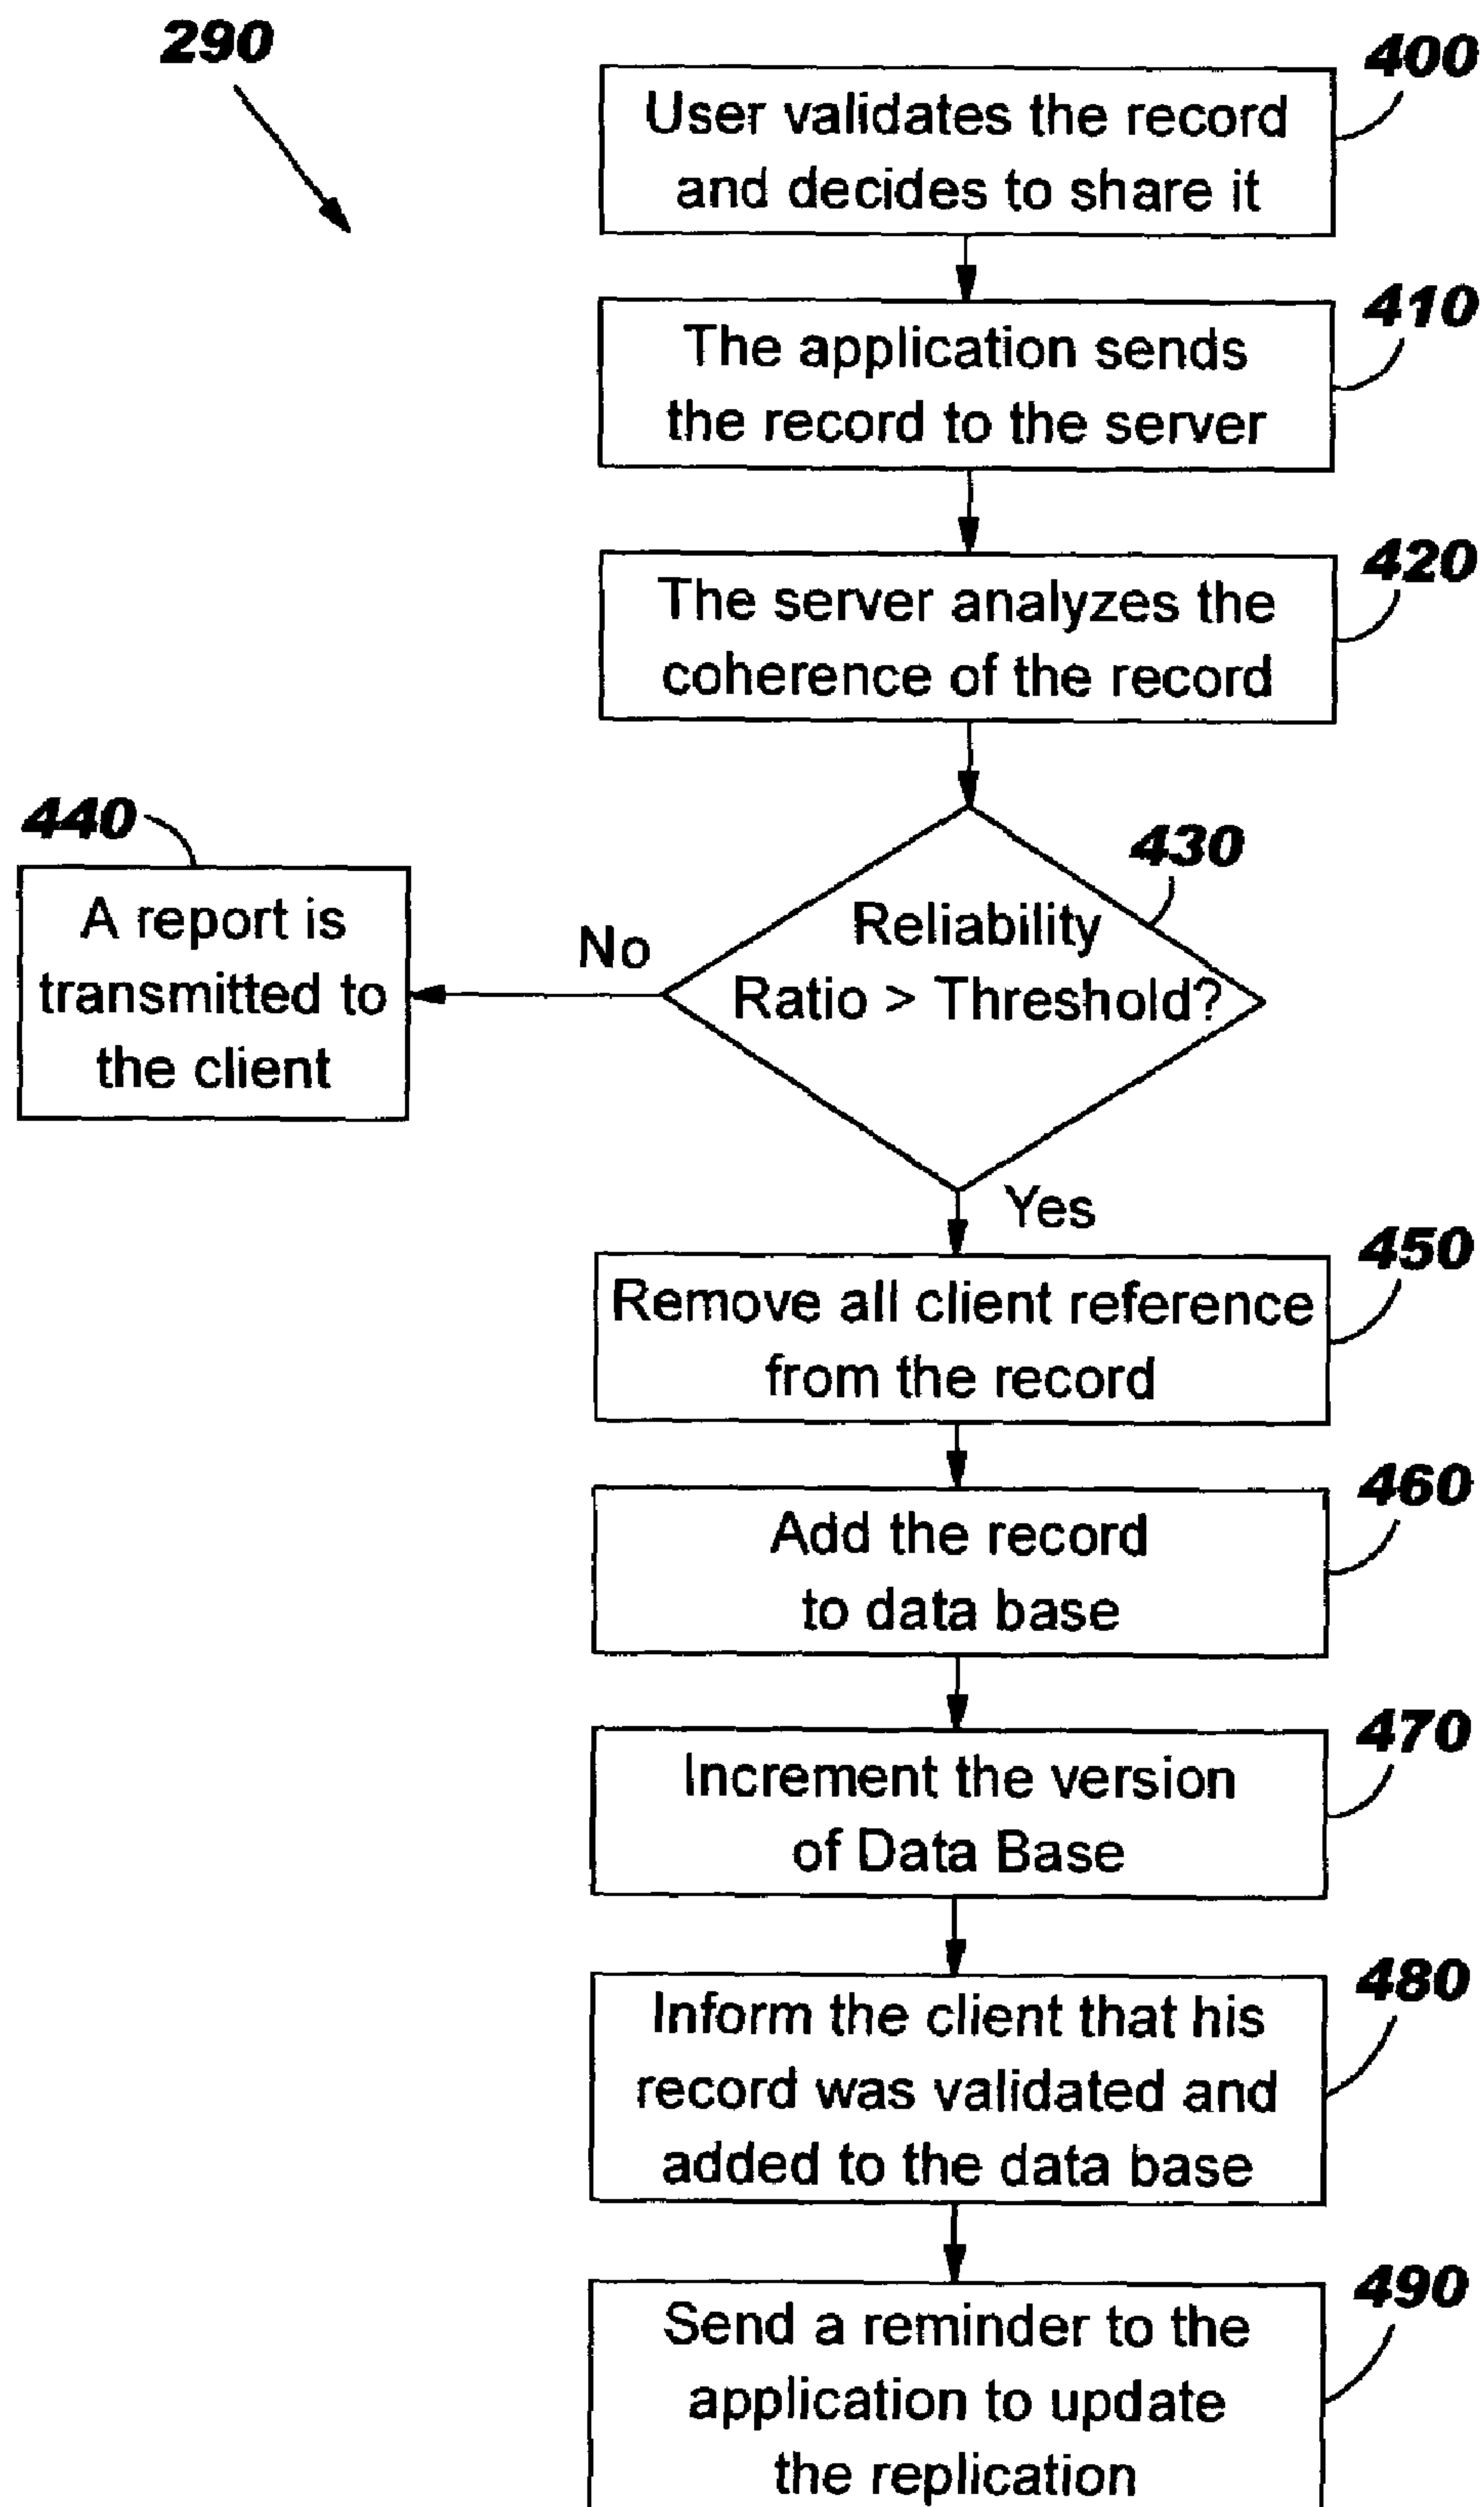 290
400
User validates the record
and decides to share it
410
The application sends
the record to the server
420
The server analyzes the
coherence of the record
440
A report is
transmitted to
the client
No
430
Reliability
Ratio > Threshold?
Yes
450
Remove all client reference
from the record
460
Add the record
to data base
470
Increment the version
of Data Base
480
Inform the client that his
record was validated and
added to the data base
490
Send a reminder to the
application to update
the replication